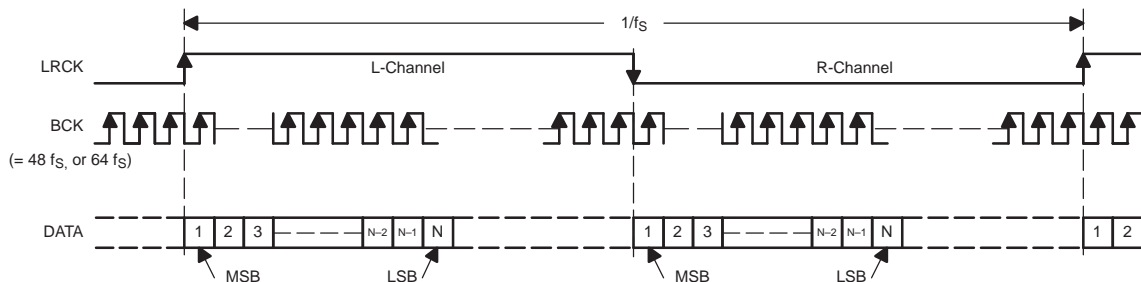 1/fS
LRCK L-Channel R-Channel
BCK
(= 48 fS, or 64 fS)
DATA 1 2 3 N–2 N–1 N 1 2 3 N–2 N–1 N 1 2
MSB LSB MSB LSB